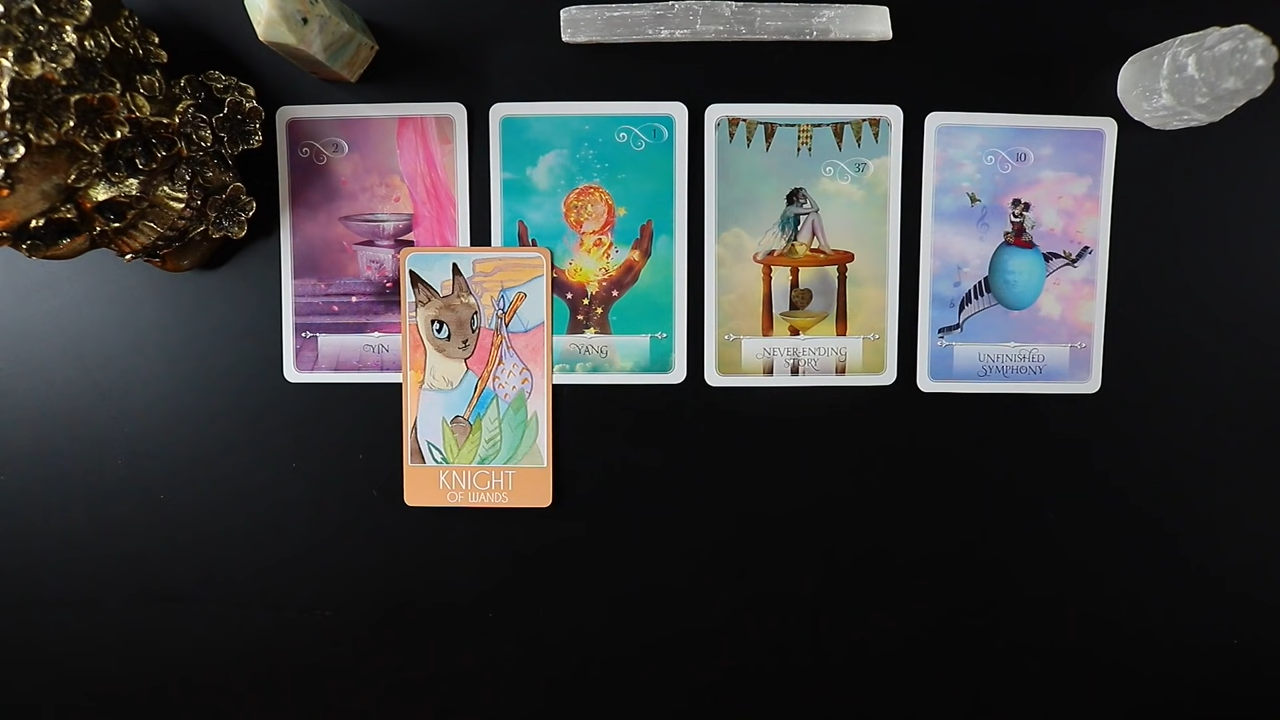 2
1
37
10
YIN
YANG
NEVER-ENDING
STORY
UNFINISHED
SYMPHONY
KNIGHT
OF WANDS